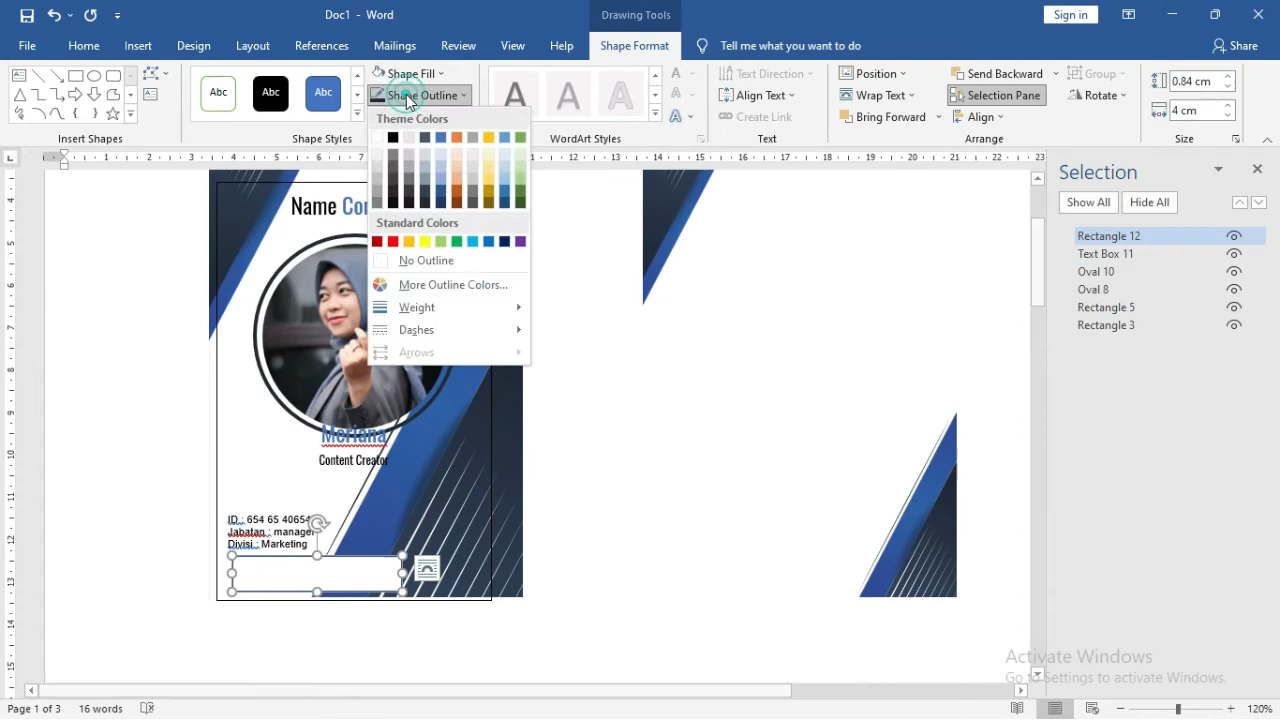 Doc1 - Word
Drawing Tools
Sign in
File
Home
Insert
Design
Layout
References
Mailings
Review
View
Help
Shape Format
Tell me what you want to do
Share
Abc
Abc
Abc
Shape Fill
Shape Outline
A
A
A
A
A
A
Text Direction
Align Text
Create Link
Position
Wrap Text
Bring Forward
Send Backward
Selection Pane
Align
Group
Rotate
0.84 cm
4 cm
Insert Shapes
Shape Styles
WordArt Styles
Text
Arrange
Size
Theme Colors
Standard Colors
No Outline
More Outline Colors...
Weight
Dashes
Arrows
Name Co
Meriana
Content Creator
ID : 654 65 40654
Jabatan : manager
Divisi : Marketing
Selection
Show All
Hide All
Rectangle 12
Text Box 11
Oval 10
Oval 8
Rectangle 5
Rectangle 3
Activate Windows
Go to Settings to activate Windows.
Page 1 of 3
16 words
120%